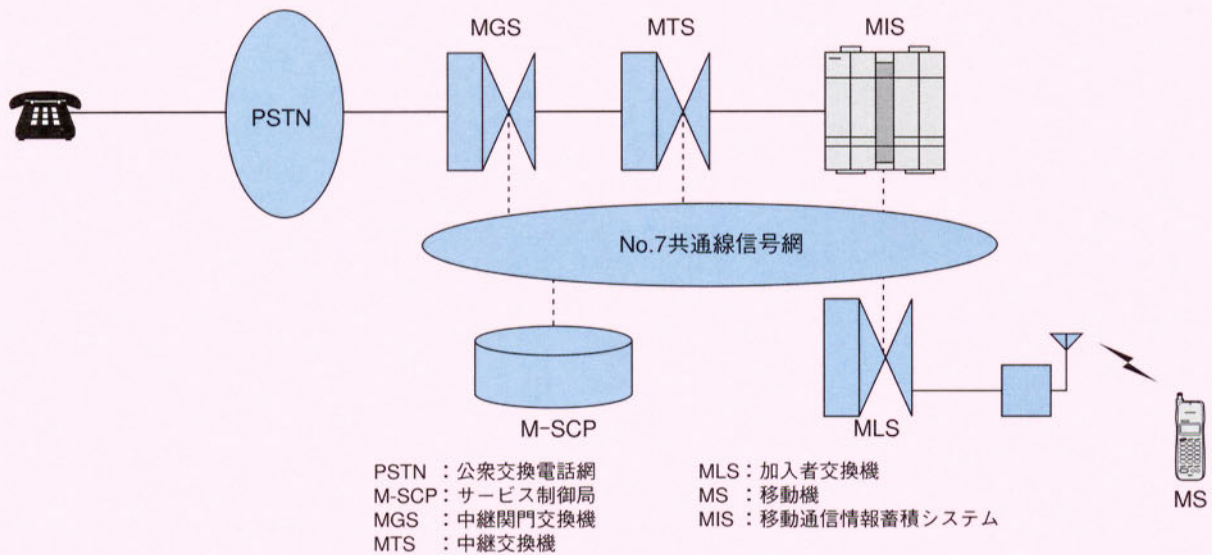 MGS
MTS
MIS
PSTN
No.7共通線信号網
M-SCP
MLS
MS
PSTN ：公衆交換電話網
M-SCP：サービス制御局
MGS ：中継関門交換機
MTS ：中継交換機
MLS：加入者交換機
MS ：移動機
MIS：移動通信情報蓄積システム